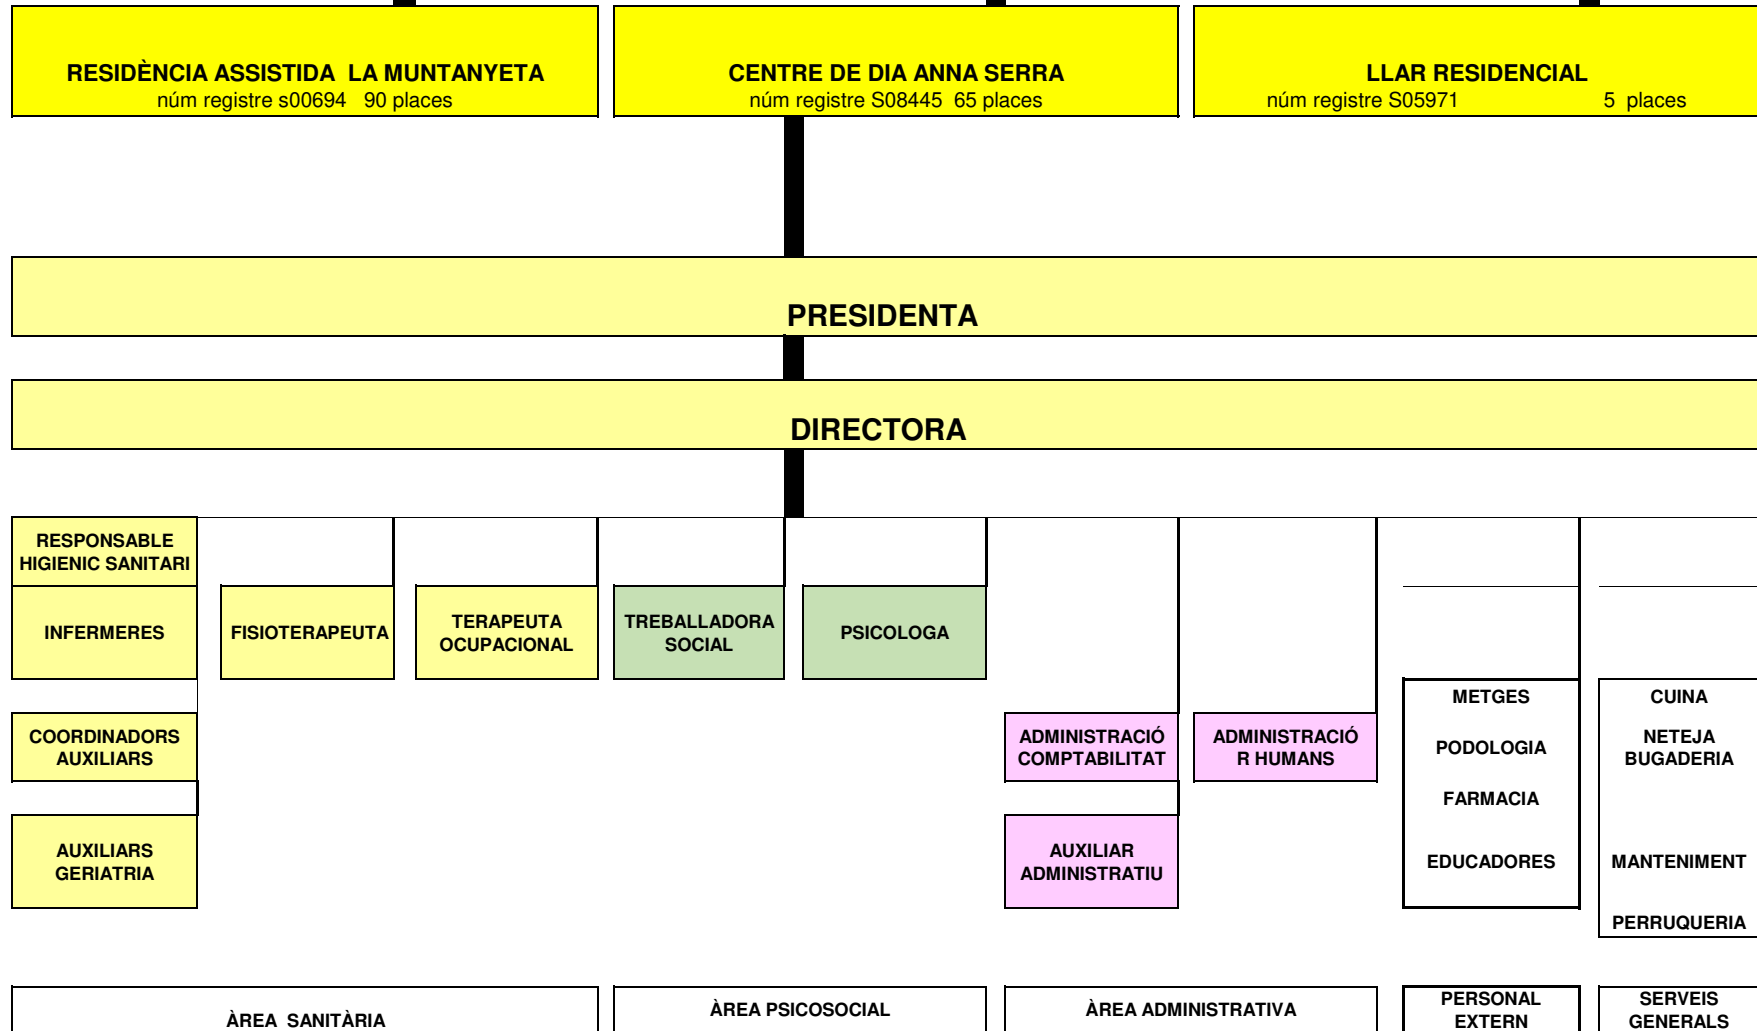 RESIDÈNCIA ASSISTIDA LA MUNTANYETA
núm registre s00694 90 places
CENTRE DE DIA ANNA SERRA
núm registre S08445 65 places
LLAR RESIDENCIAL
núm registre S05971 5 places
PRESIDENTA
DIRECTORA
RESPONSABLE
HIGIENIC SANITARI
INFERMERES
FISIOTERAPEUTA
TERAPEUTA
OCUPACIONAL
TREBALLADORA
SOCIAL
PSICOLOGA
COORDINADORS
AUXILIARS
ADMINISTRACIÓ
COMPTABILITAT
ADMINISTRACIÓ
R HUMANS
METGES
PODOLOGIA
FARMACIA
EDUCADORES
CUINA
NETEJA
BUGADERIA
MANTENIMENT
PERRUQUERIA
AUXILIARS
GERIATRIA
AUXILIAR
ADMINISTRATIU
ÀREA SANITÀRIA
ÀREA PSICOSOCIAL
ÀREA ADMINISTRATIVA
PERSONAL
EXTERN
SERVEIS
GENERALS